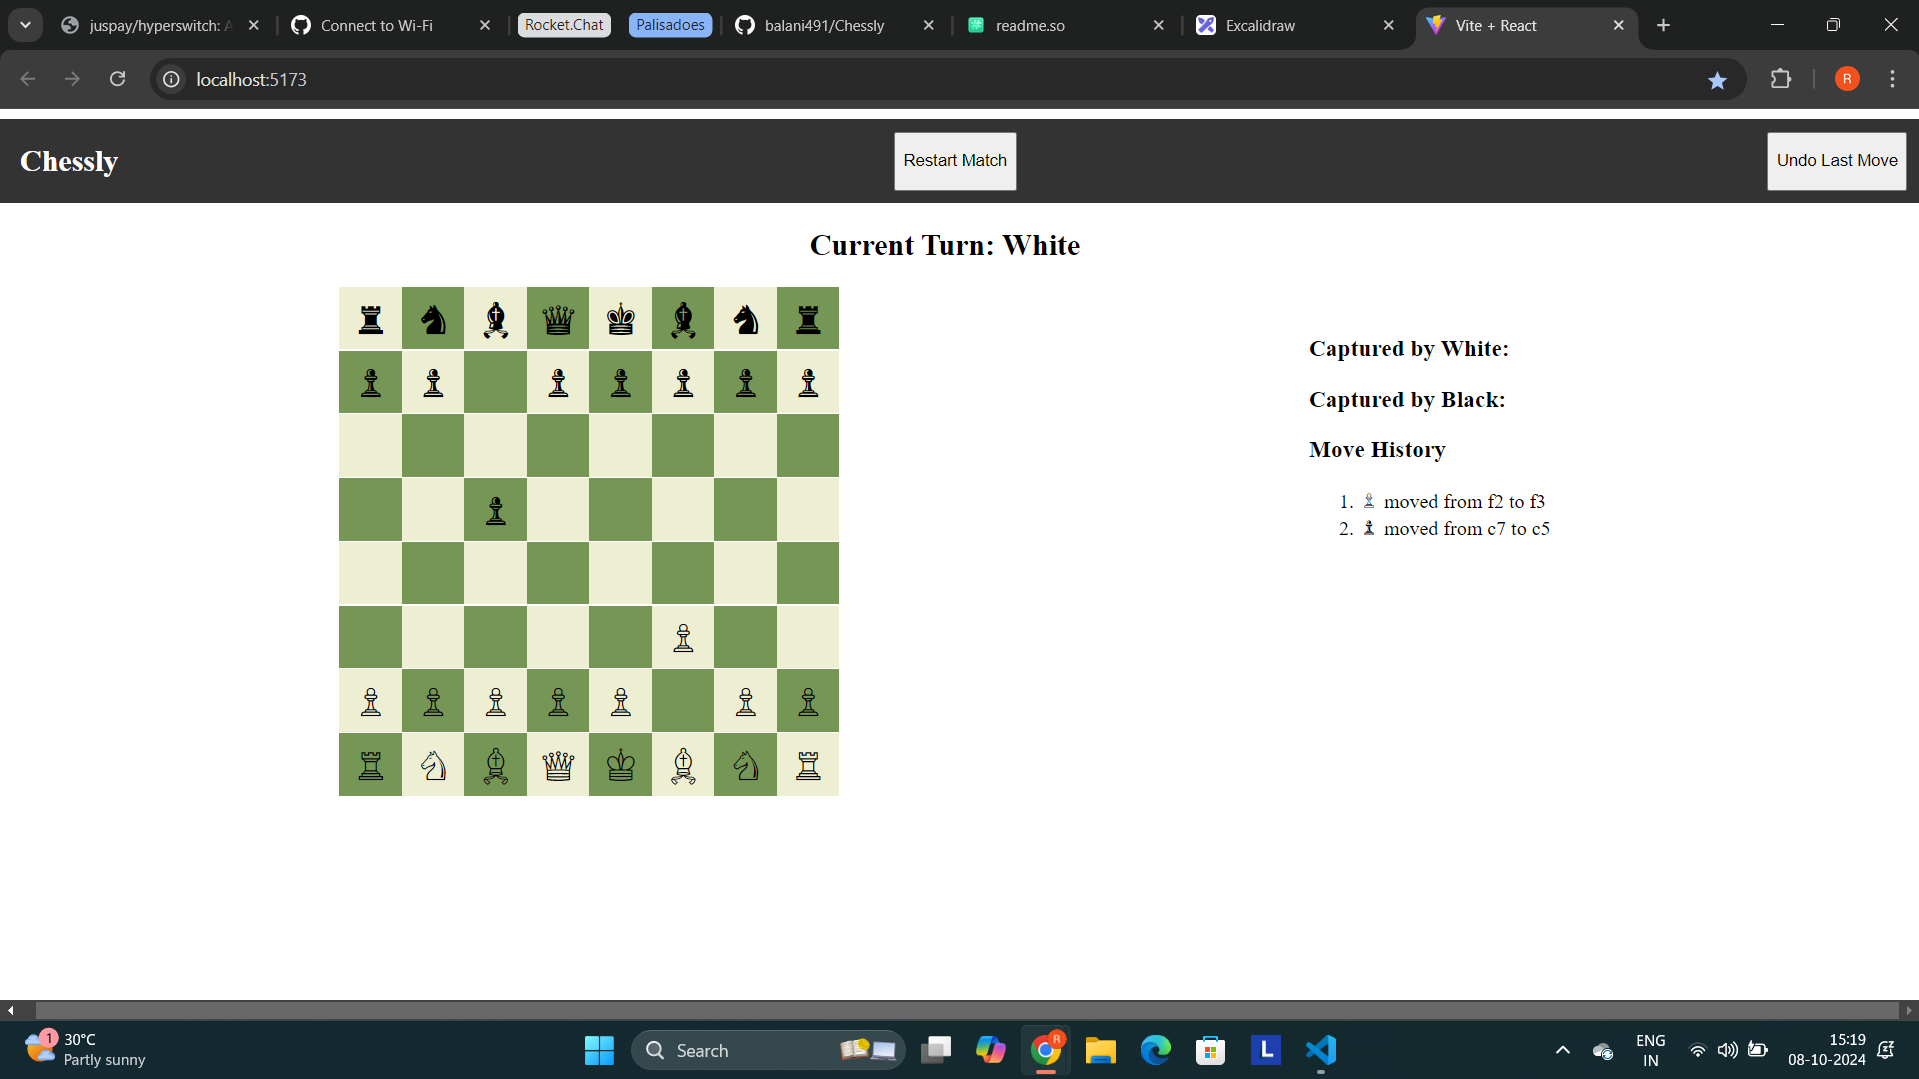 juspay/hyperswitch: A
Connect to Wi-Fi
Rocket.Chat
Palisadoes
balani491/Chessly
readme.so
Excalidraw
Vite + React
localhost:5173
R
Chessly
Restart Match
Undo Last Move
Current Turn: White
Captured by White:
Captured by Black:
Move History
1. ♙ moved from f2 to f3
2. ♟ moved from c7 to c5
1
30°C
Partly sunny
Search
R
L
ENG
IN
15:19
08-10-2024